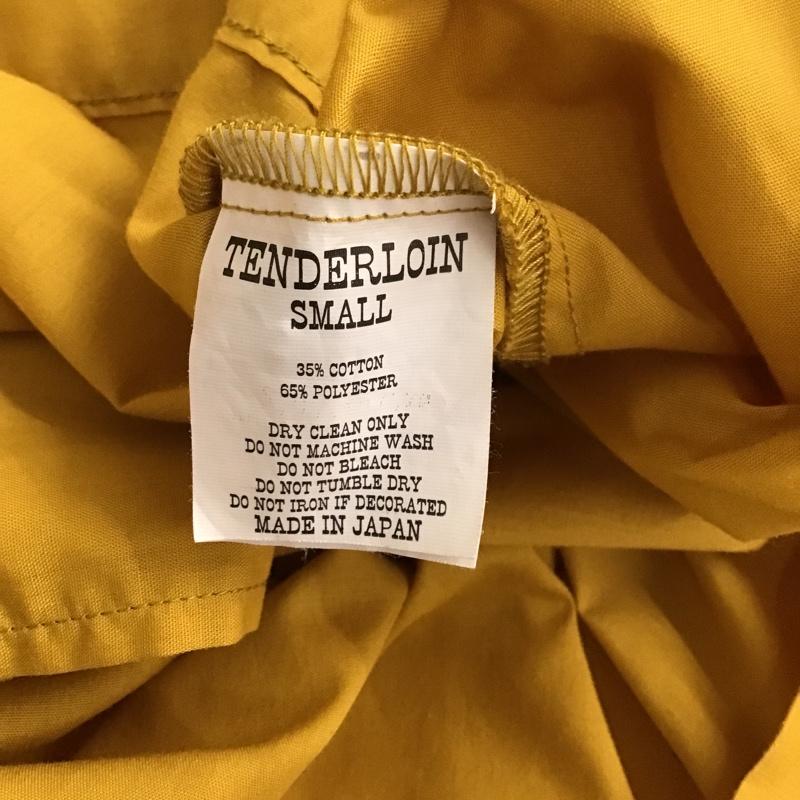 TENDERLOIN
SMALL
35% COTTON
65% POLYESTER
DRY CLEAN ONLY
DO NOT MACHINE WASH
DO NOT BLEACH
DO NOT TUMBLE DRY
DO NOT IRON IF DECORATED
MADE IN JAPAN